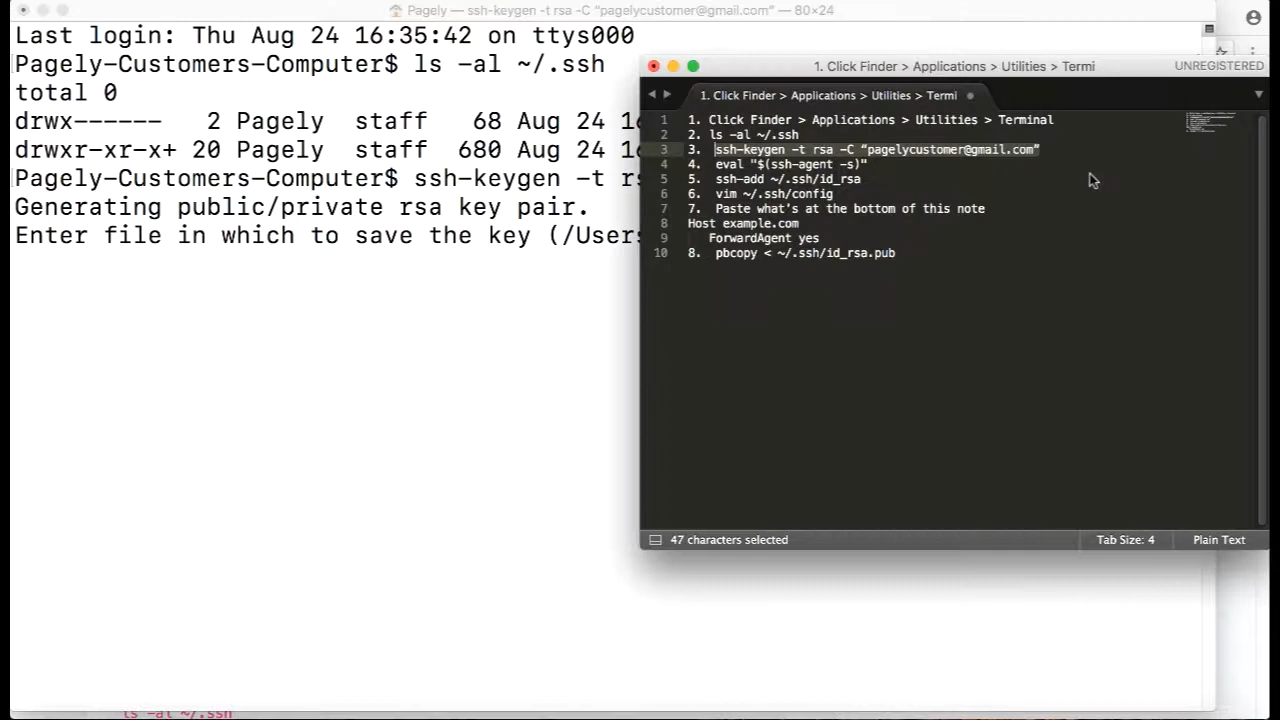 Pagely — ssh-keygen -t rsa -C “pagelycustomer@gmail.com” — 80×24
Last login: Thu Aug 24 16:35:42 on ttys000
Pagely-Customers-Computer$ ls -al ~/.ssh
total 0
drwx------ 2 Pagely staff 68 Aug 24 16
drwxr-xr-x+ 20 Pagely staff 680 Aug 24 16
Pagely-Customers-Computer$ ssh-keygen -t rs
Generating public/private rsa key pair.
Enter file in which to save the key (/Users
1. Click Finder > Applications > Utilities > Termi
UNREGISTERED
1. Click Finder > Applications > Utilities > Termi
1 1. Click Finder > Applications > Utilities > Terminal
2 2. ls -al ~/.ssh
3 3. ssh-keygen -t rsa -C “pagelycustomer@gmail.com”
4 4. eval "$(ssh-agent -s)"
5 5. ssh-add ~/.ssh/id_rsa
6 6. vim ~/.ssh/config
7 7. Paste what's at the bottom of this note
8 Host example.com
9 ForwardAgent yes
10 8. pbcopy < ~/.ssh/id_rsa.pub
47 characters selected
Tab Size: 4
Plain Text
ls -al ~/.ssh